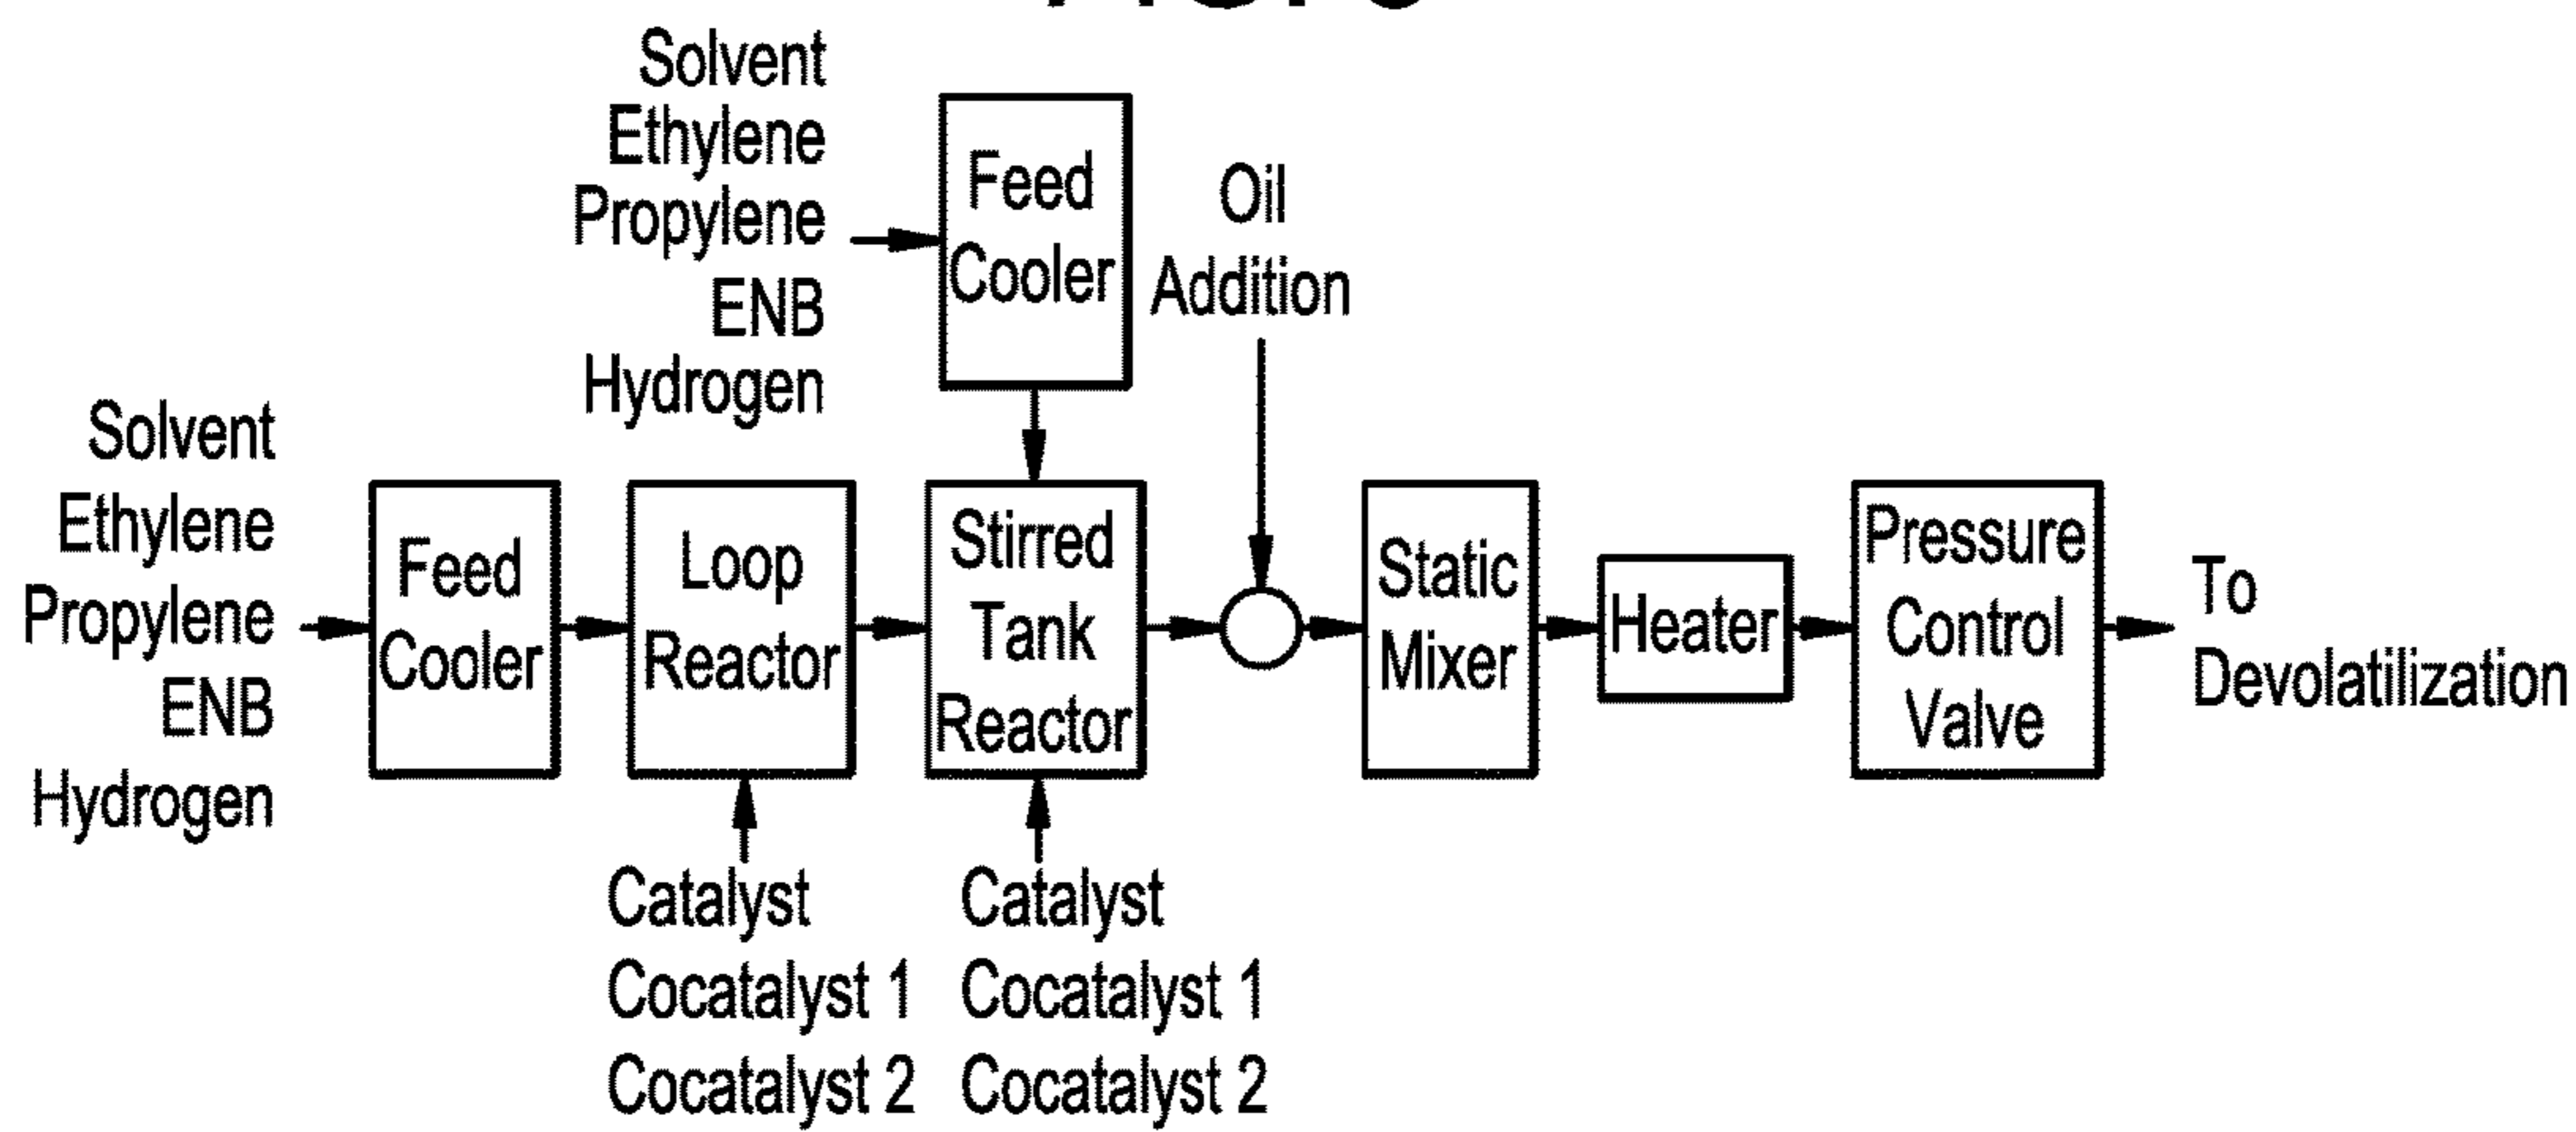 Solvent
Ethylene
Propylene
ENB
Hydrogen
Feed
Cooler
Oil
Addition
Solvent
Ethylene
Propylene
ENB
Hydrogen
Feed
Cooler
Loop
Reactor
Stirred
Tank
Reactor
Static
Mixer
Heater
Pressure
Control
Valve
To
Devolatilization
Catalyst
Cocatalyst 1
Cocatalyst 2
Catalyst
Cocatalyst 1
Cocatalyst 2